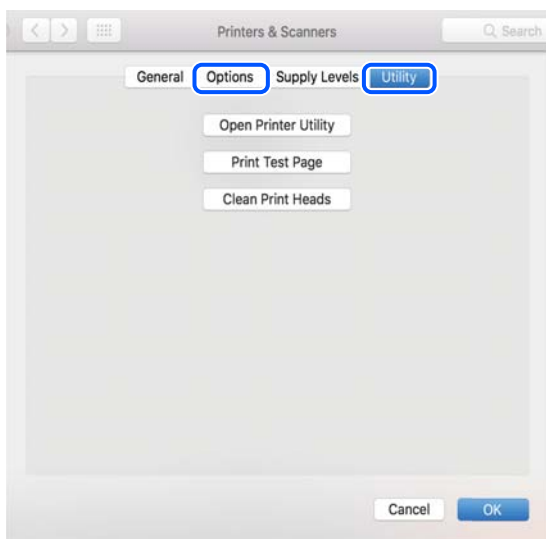 Printers & Scanners Search
General Options Supply Levels Utility
Open Printer Utility
Print Test Page
Clean Print Heads
Cancel OK